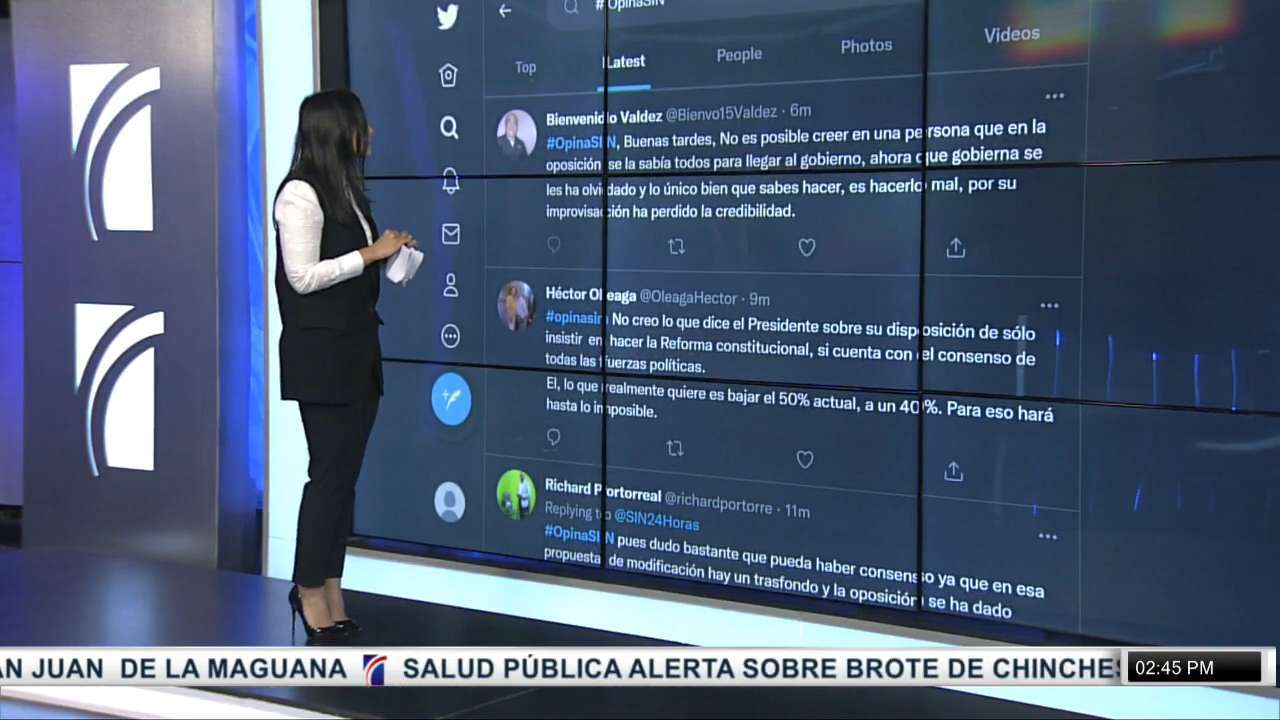 #OpinaSIN
Top
Latest
People
Photos
Videos
Bienvenido Valdez @Bienvo15Valdez · 6m
#OpinaSIN, Buenas tardes, No es posible creer en una persona que en la
oposición se la sabía todos para llegar al gobierno, ahora que gobierna se
les ha olvidado y lo único bien que sabes hacer, es hacerlo mal, por su
improvisación ha perdido la credibilidad.
Héctor Oleaga @OleagaHector · 9m
#opinasin No creo lo que dice el Presidente sobre su disposición de sólo
insistir en hacer la Reforma constitucional, si cuenta con el consenso de
todas las fuerzas políticas.
El, lo que realmente quiere es bajar el 50% actual, a un 40%. Para eso hará
hasta lo imposible.
Richard Portorreal @richardportorre · 11m
Replying to @SIN24Horas
#OpinaSIN pues dudo bastante que pueda haber consenso ya que en esa
propuesta de modificación hay un trasfondo y la oposición se ha dado
AN JUAN DE LA MAGUANA SALUD PÚBLICA ALERTA SOBRE BROTE DE CHINCHES
02:45 PM